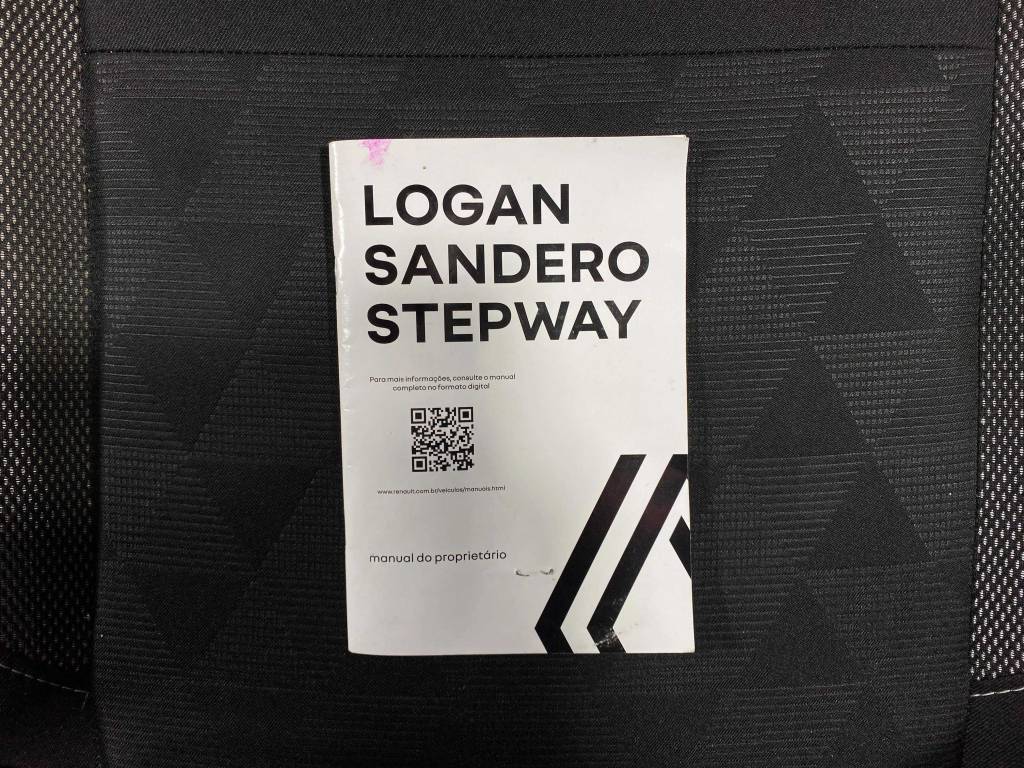 LOGAN
SANDERO
STEPWAY
Para mais informações, consulte o manual
completo no formato digital
www.renault.com.br/veiculos/manuais.html
manual do proprietário